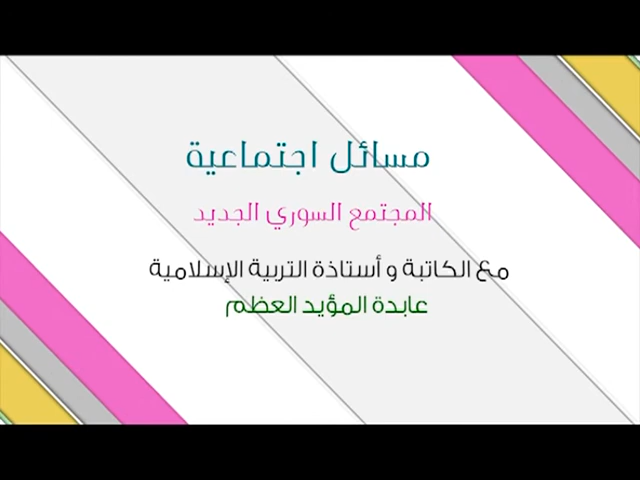 مسائل اجتماعية
المجتمع السوري الجديد
مع الكاتبة و أستاذة التربية الإسلامية
عابدة المؤيد العظم